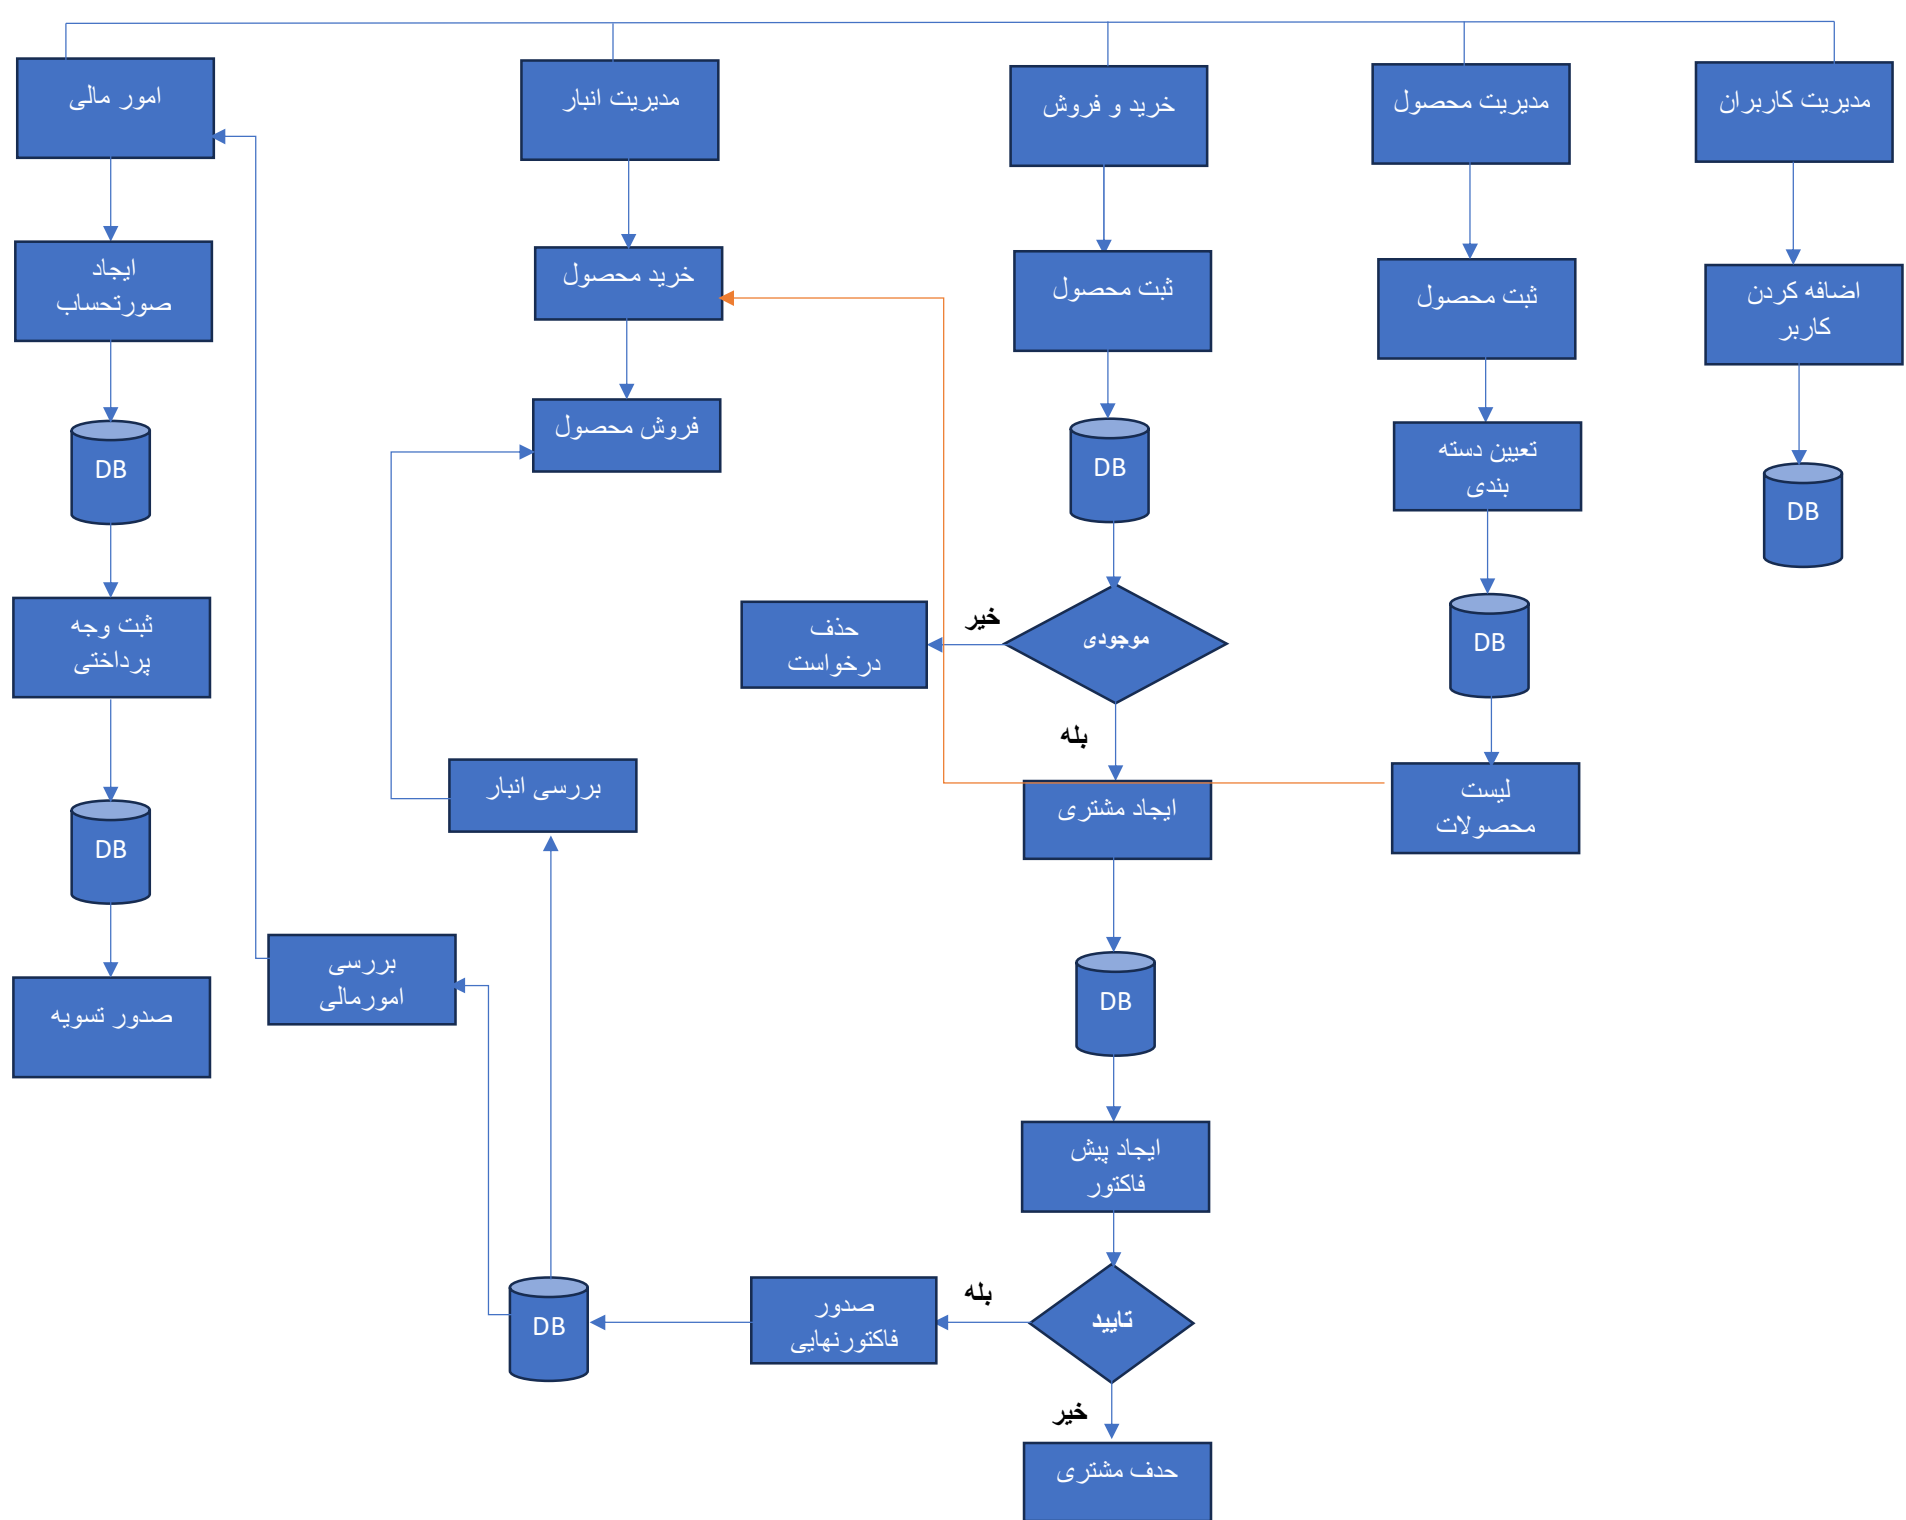 مدیریت کاربران
مدیریت محصول
خرید و فروش
مدیریت انبار
امور مالی
اضافه کردن
کاربر
DB
ثبت محصول
تعیین دسته
بندی
DB
لیست
محصولات
ثبت محصول
DB
موجودی
خیر
حذف
درخواست
بله
ایجاد مشتری
DB
ایجاد پیش
فاکتور
تایید
بله
صدور
فاکتورنهایی
DB
خیر
حدف مشتری
خرید محصول
فروش محصول
بررسی انبار
بررسی
امورمالی
ایجاد
صورتحساب
DB
ثبت وجه
پرداختی
DB
صدور تسویه